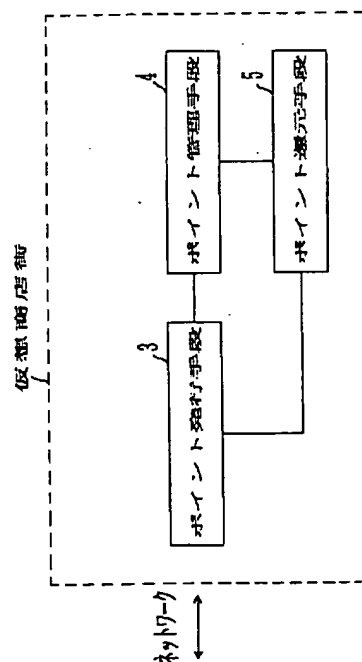 仮想商店街
ネットワーク
3
ポイント発行手段
4
ポイント管理手段
5
ポイント還元手段